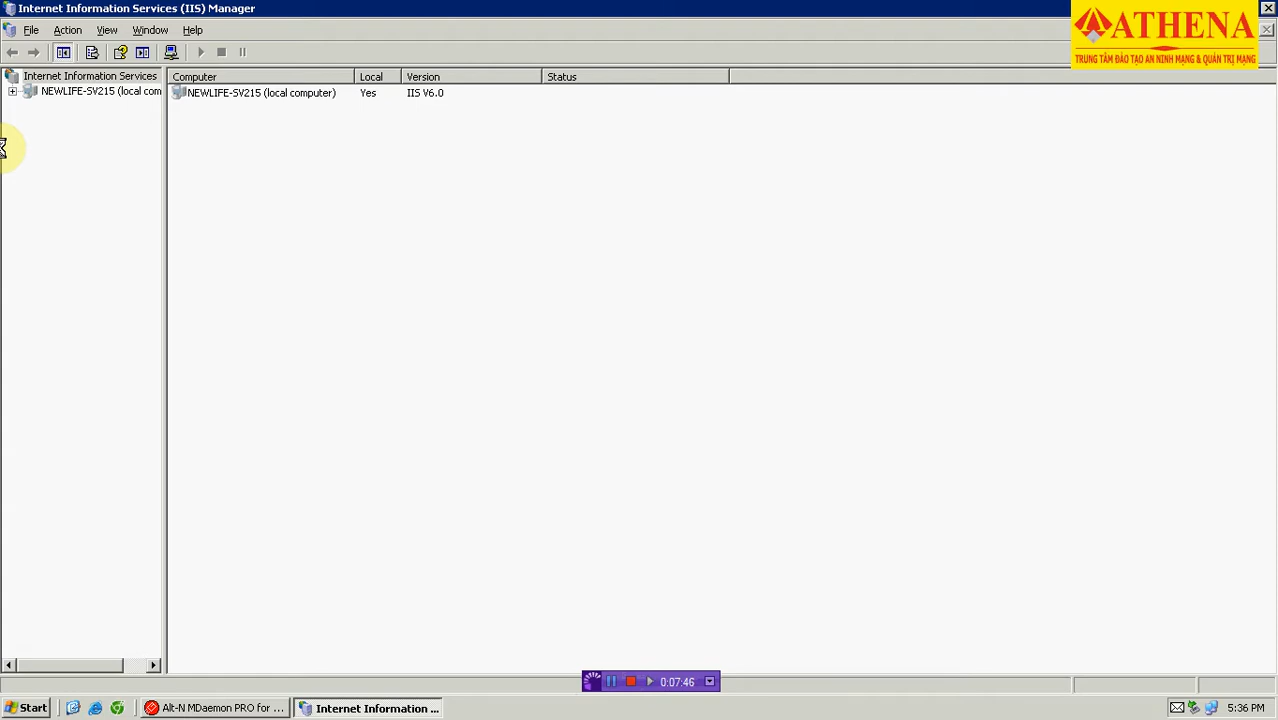 Internet Information Services (IIS) Manager
File Action View Window Help
ATHENA
TRUNG TÂM ĐÀO TẠO AN NINH MẠNG & QUẢN TRỊ MẠNG
Internet Information Services
NEWLIFE-SV215 (local com
Computer Local Version Status
NEWLIFE-SV215 (local computer) Yes IIS V6.0
0:07:46
Start Alt-N MDaemon PRO for ... Internet Information ... 5:36 PM